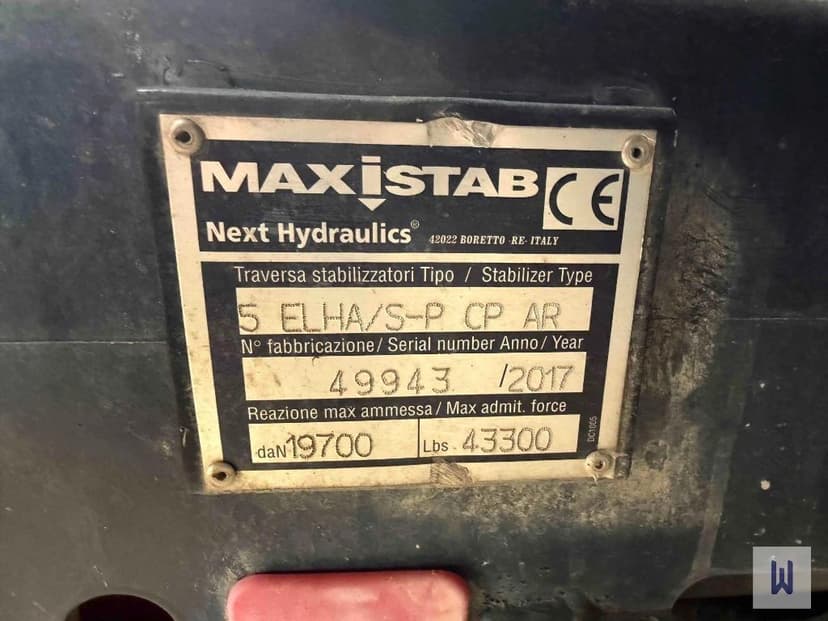 MAXiSTAB CE
Next Hydraulics® 42022 BORETTO -RE- ITALY
Traversa stabilizzatori Tipo / Stabilizer Type
5 ELHA/S-P CP AR
N° fabbricazione/ Serial number Anno/ Year
49943 /2017
Reazione max ammessa/ Max admit. force
daN 19700 Lbs. 43300
DC1005
W